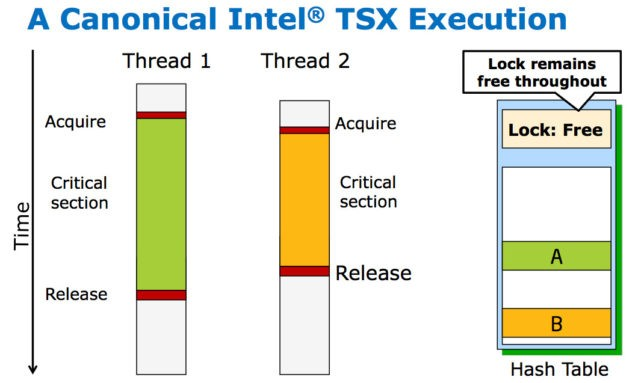 A Canonical Intel® TSX Execution
Thread 1
Thread 2
Lock remains
free throughout
Acquire
Acquire
Lock: Free
Critical
section
Critical
section
Time
A
Release
Release
B
Hash Table